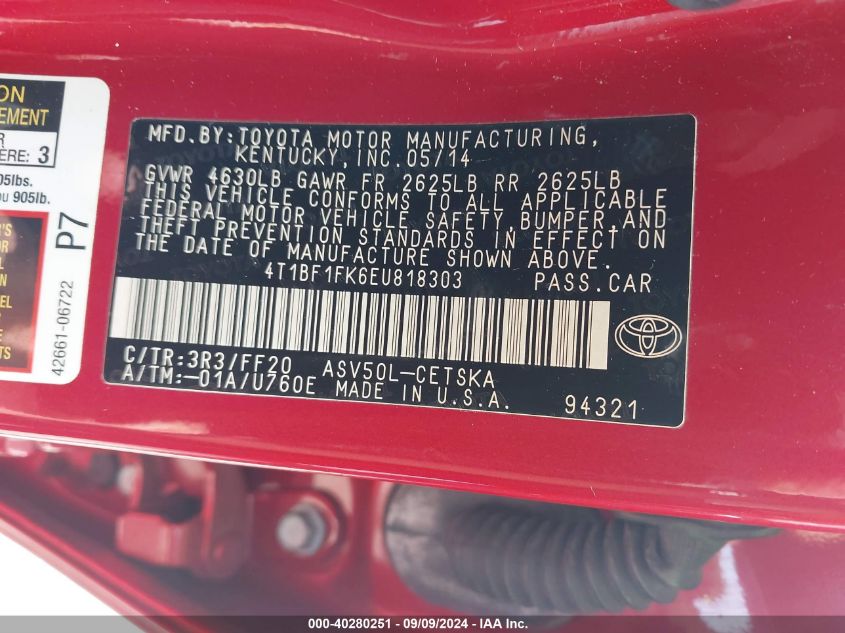 ON
EMENT
R
ERE: 3
05lbs.
ou 905lb.
P7
42661-06722
MFD.BY:TOYOTA MOTOR MANUFACTURING,
KENTUCKY,INC.05/14
GVWR 4630LB GAWR FR 2625LB RR 2625LB
THIS VEHICLE CONFORMS TO ALL APPLICABLE
FEDERAL MOTOR VEHICLE SAFETY,BUMPER,AND
THEFT PREVENTION STANDARDS IN EFFECT ON
THE DATE OF MANUFACTURE SHOWN ABOVE.
4T1BF1FK6EU818303 PASS.CAR
C/TR:3R3/FF20 ASV50L-CETSKA
A/TM:-01A/U760E MADE IN U.S.A. 94321
000-40280251 - 09/09/2024 - IAA Inc.